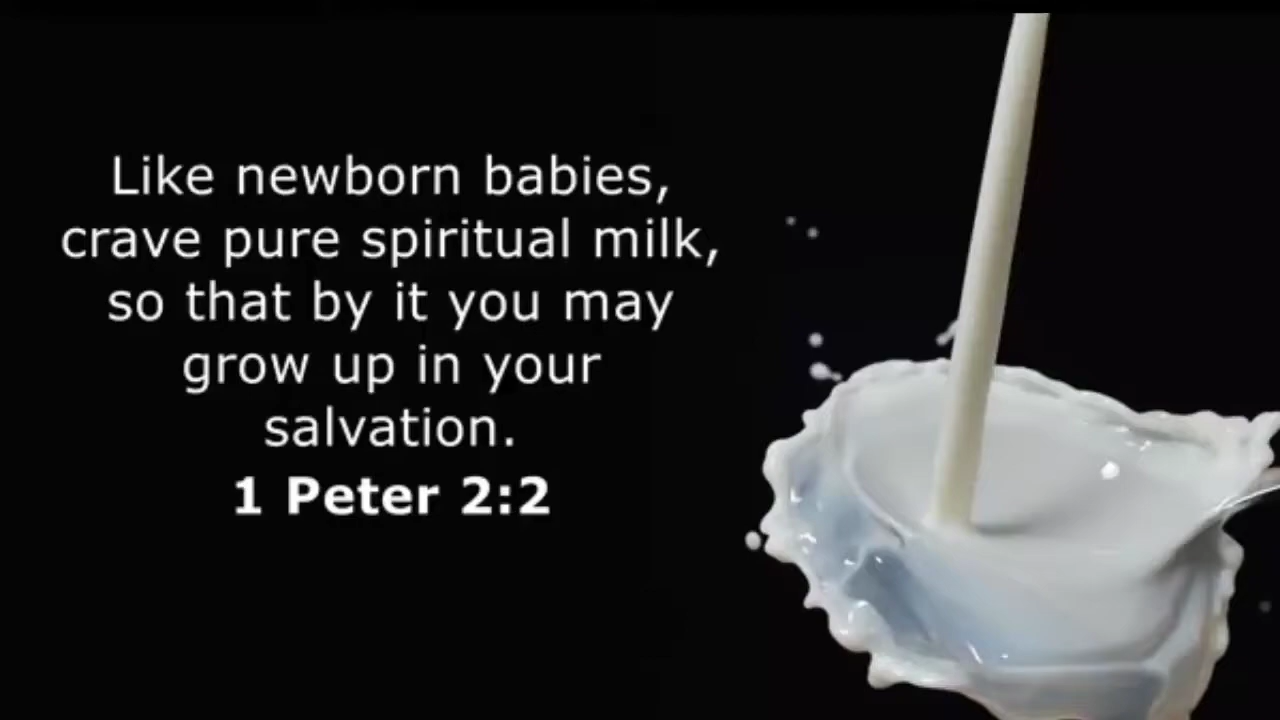 Like newborn babies,
crave pure spiritual milk,
so that by it you may
grow up in your
salvation.
1 Peter 2:2